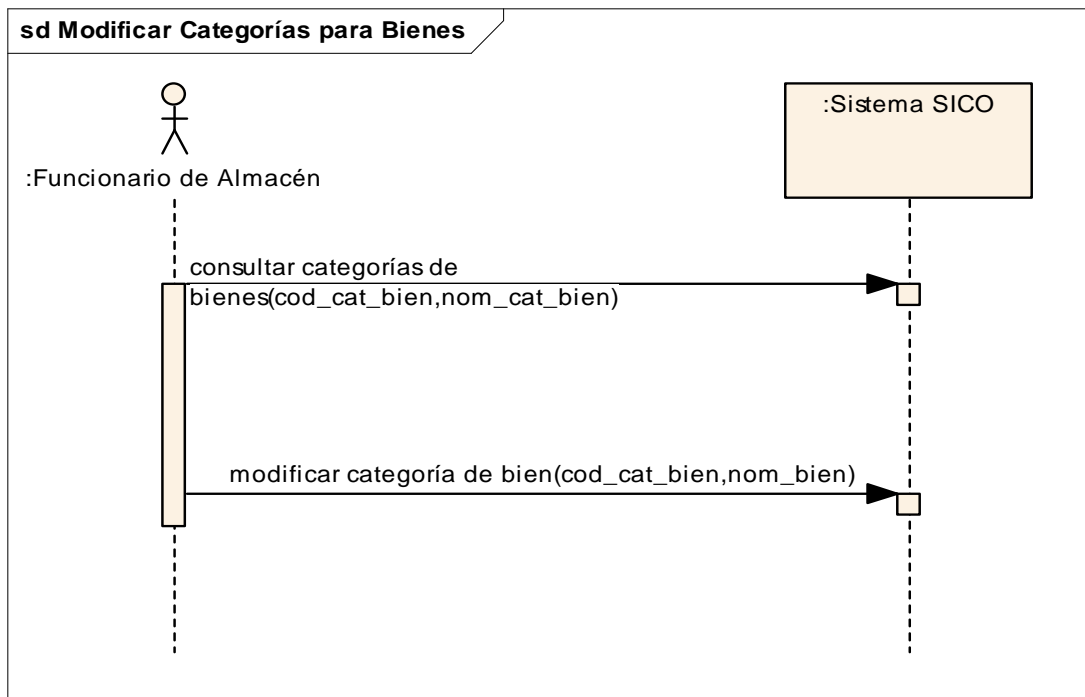 sd Modificar Categorías para Bienes
:Funcionario de Almacén
:Sistema SICO
consultar categorías de
bienes(cod_cat_bien,nom_cat_bien)
modificar categoría de bien(cod_cat_bien,nom_bien)